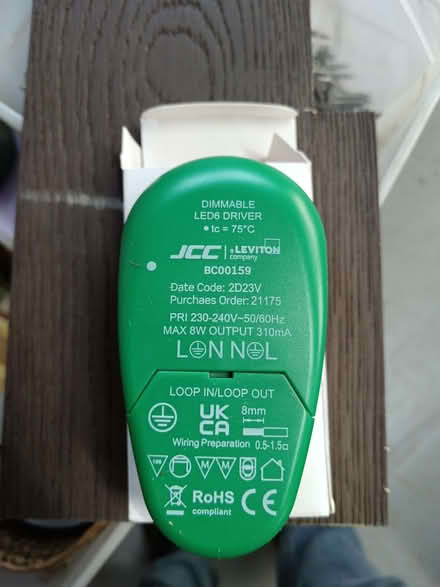 DIMMABLE
LED6 DRIVER
tc = 75°C
JCC a LEVITON company
BC00159
Date Code: 2D23V
Purchaes Order: 21175
PRI 230-240V~50/60Hz
MAX 8W OUTPUT 310mA
L⏚N N⏚L
LOOP IN/LOOP OUT
UK
CA
8mm
Wiring Preparation 0.5-1.5□
M M
RoHS
compliant
CE